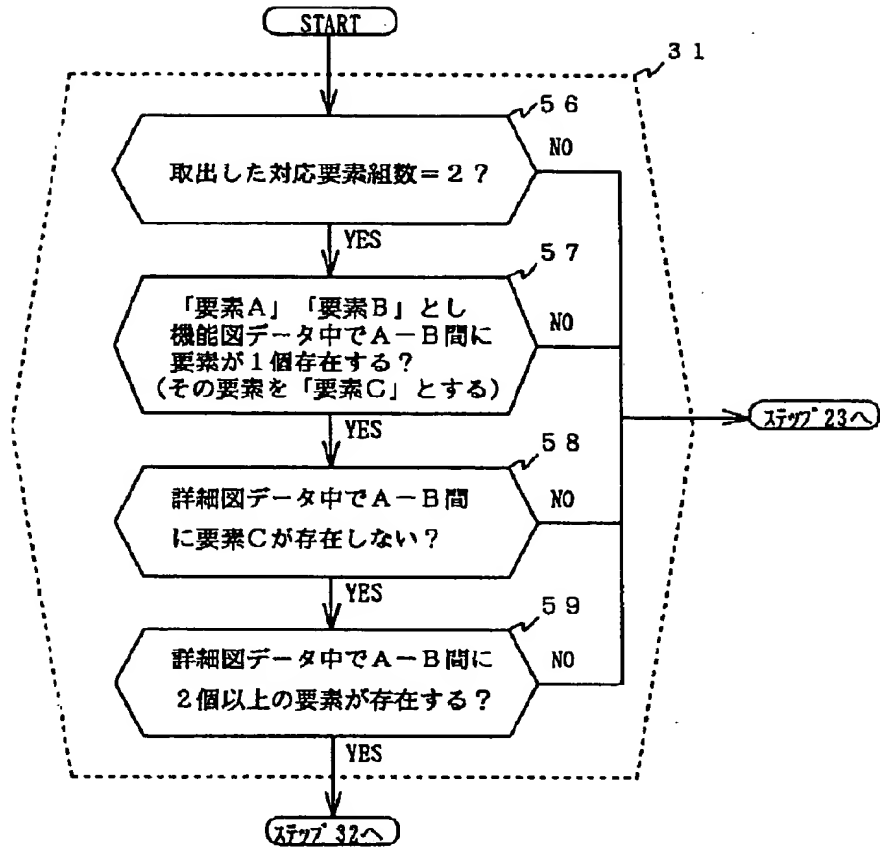 START
３１
５６
取出した対応要素組数＝２？
NO
YES
５７
「要素Ａ」「要素Ｂ」とし
機能図データ中でＡ－Ｂ間に
要素が１個存在する？
（その要素を「要素Ｃ」とする）
NO
YES
ｽﾃｯﾌﾟ23へ
５８
詳細図データ中でＡ－Ｂ間
に要素Ｃが存在しない？
NO
YES
５９
詳細図データ中でＡ－Ｂ間に
２個以上の要素が存在する？
NO
YES
ｽﾃｯﾌﾟ32へ